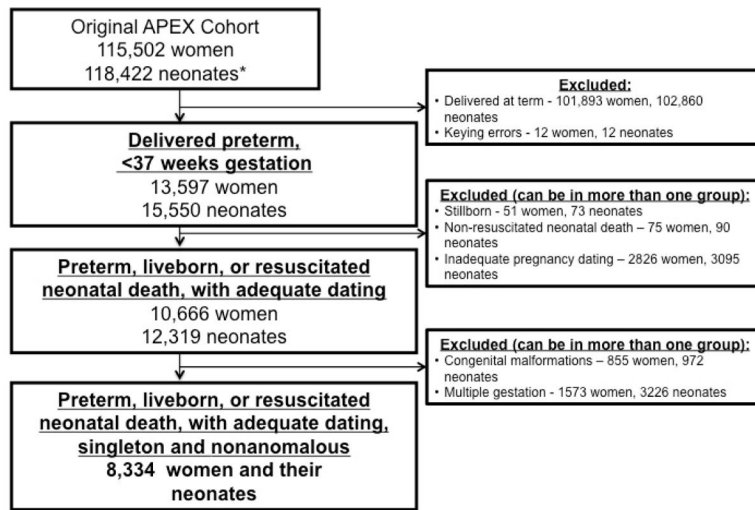 Original APEX Cohort
115,502 women
118,422 neonates*
Excluded:
• Delivered at term - 101,893 women, 102,860
neonates
• Keying errors - 12 women, 12 neonates
Delivered preterm,
<37 weeks gestation
13,597 women
15,550 neonates
Excluded (can be in more than one group):
• Stillborn - 51 women, 73 neonates
• Non-resuscitated neonatal death – 75 women, 90
neonates
• Inadequate pregnancy dating – 2826 women, 3095
neonates
Preterm, liveborn, or resuscitated
neonatal death, with adequate dating
10,666 women
12,319 neonates
Excluded (can be in more than one group):
• Congenital malformations – 855 women, 972
neonates
• Multiple gestation - 1573 women, 3226 neonates
Preterm, liveborn, or resuscitated
neonatal death, with adequate dating,
singleton and nonanomalous
8,334 women and their
neonates